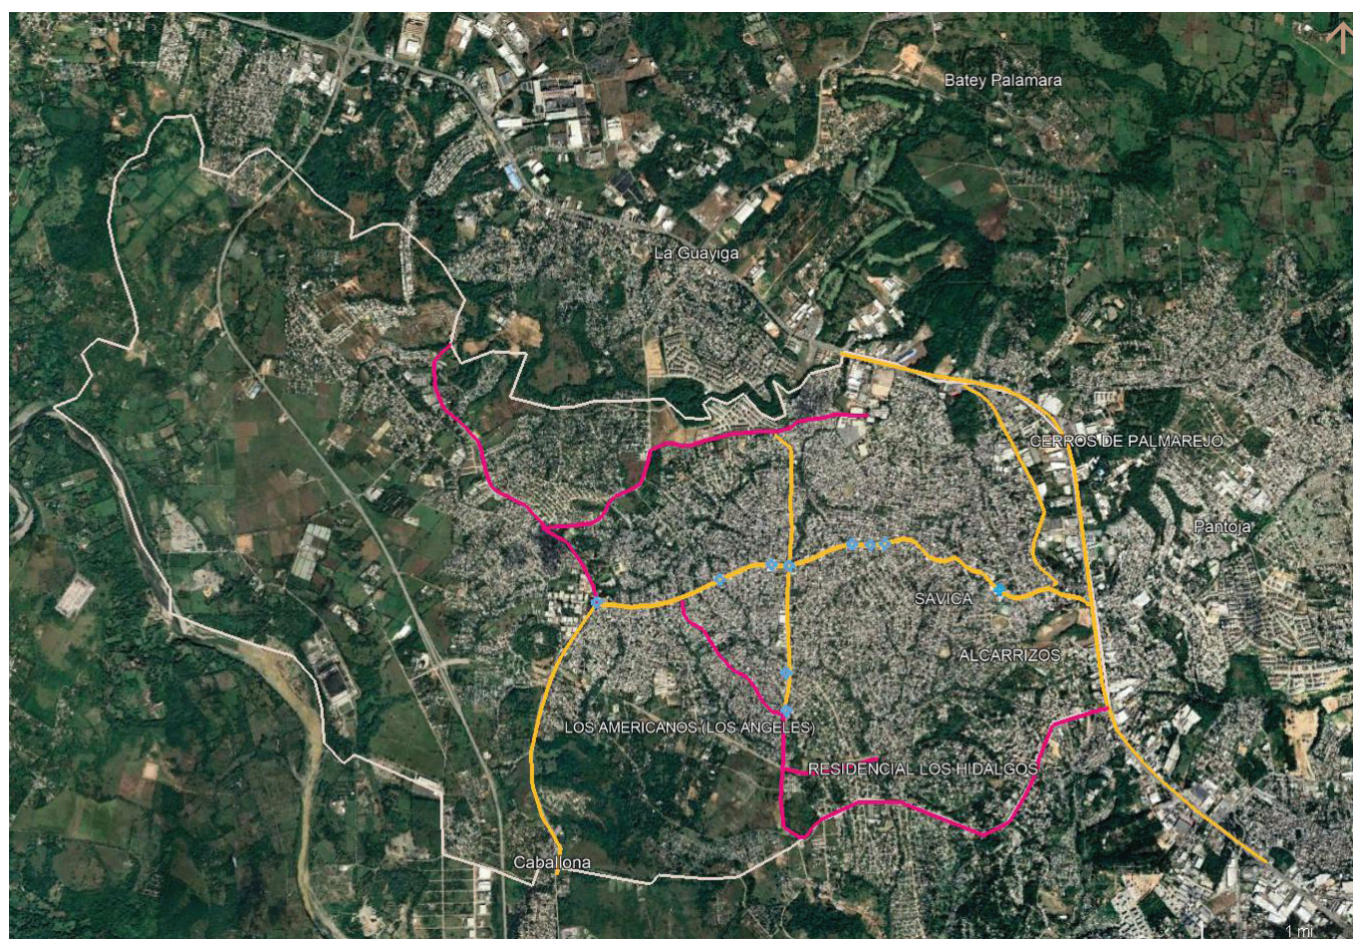 Batey Palamara
La Guayiga
CERROS DE PALMAREJO
Pantoja
SAVICA
ALCARRIZOS
LOS AMERICANOS (LOS ANGELES)
RESIDENCIAL LOS HIDALGOS
Caballona
1 mi